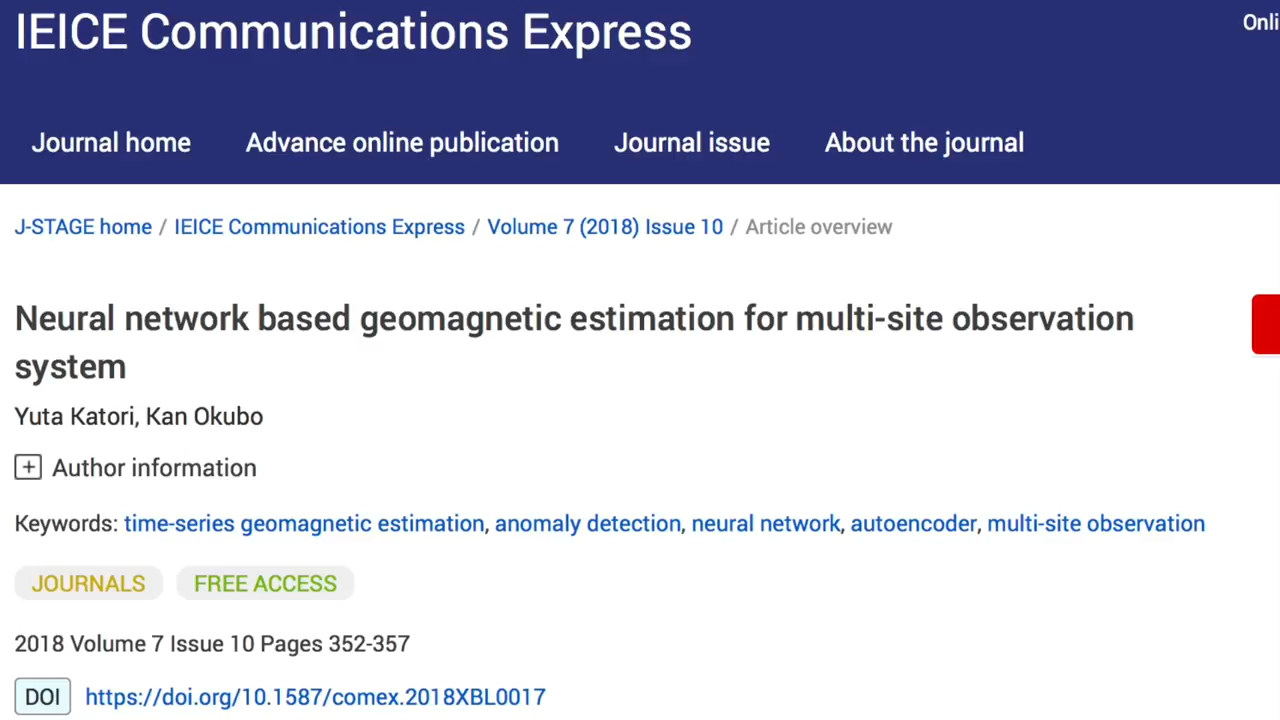 IEICE Communications Express
Onli
Journal home Advance online publication Journal issue About the journal
J-STAGE home / IEICE Communications Express / Volume 7 (2018) Issue 10 / Article overview
Neural network based geomagnetic estimation for multi-site observation
system
Yuta Katori, Kan Okubo
Author information
Keywords: time-series geomagnetic estimation, anomaly detection, neural network, autoencoder, multi-site observation
JOURNALS FREE ACCESS
2018 Volume 7 Issue 10 Pages 352-357
DOI https://doi.org/10.1587/comex.2018XBL0017